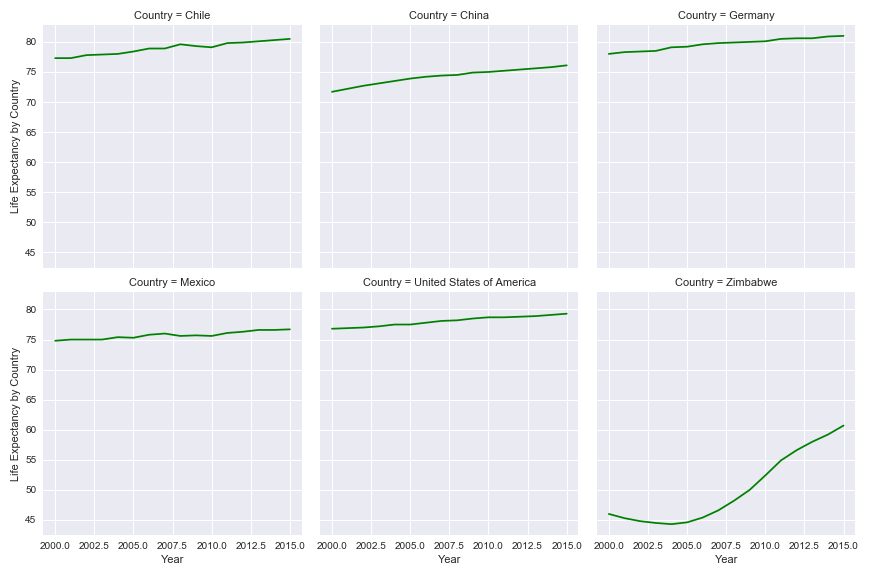 Country = Chile
Country = China
Country = Germany
80
75
70
65
60
55
50
45
Life Expectancy by Country
Country = Mexico
Country = United States of America
Country = Zimbabwe
80
75
70
65
60
55
50
45
Life Expectancy by Country
2000.0 2002.5 2005.0 2007.5 2010.0 2012.5 2015.0
Year
2000.0 2002.5 2005.0 2007.5 2010.0 2012.5 2015.0
Year
2000.0 2002.5 2005.0 2007.5 2010.0 2012.5 2015.0
Year